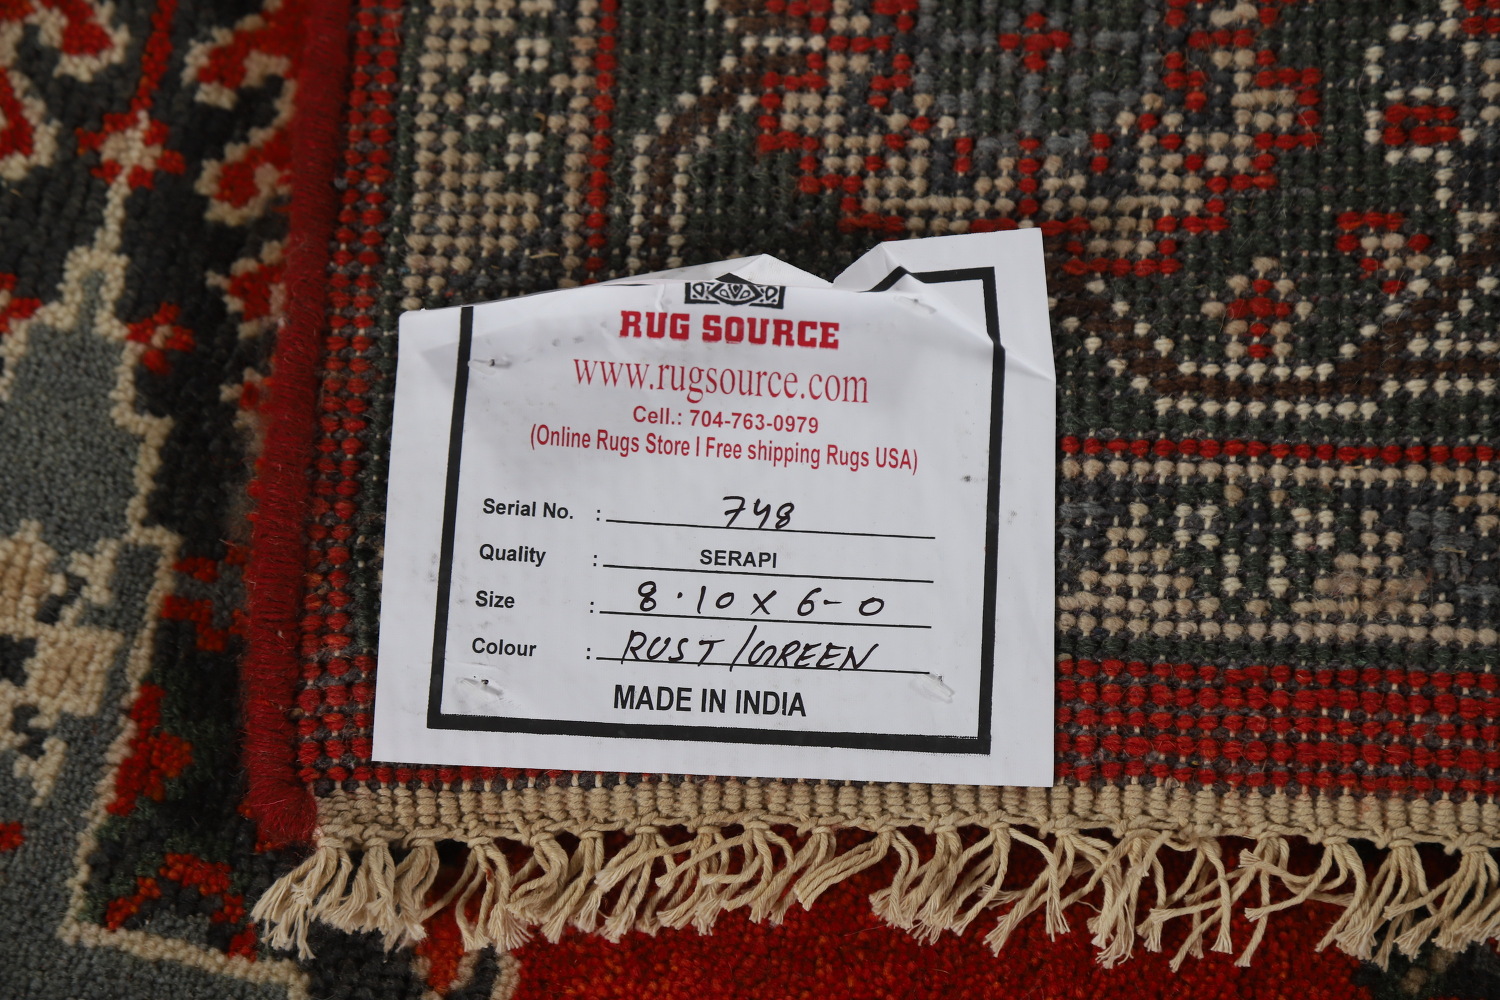 RUG SOURCE
www.rugsource.com
Cell.: 704-763-0979
(Online Rugs Store I Free shipping Rugs USA)
Serial No. : 748
Quality : SERAPI
Size : 8.10 x 6-0
Colour : RUST/GREEN
MADE IN INDIA